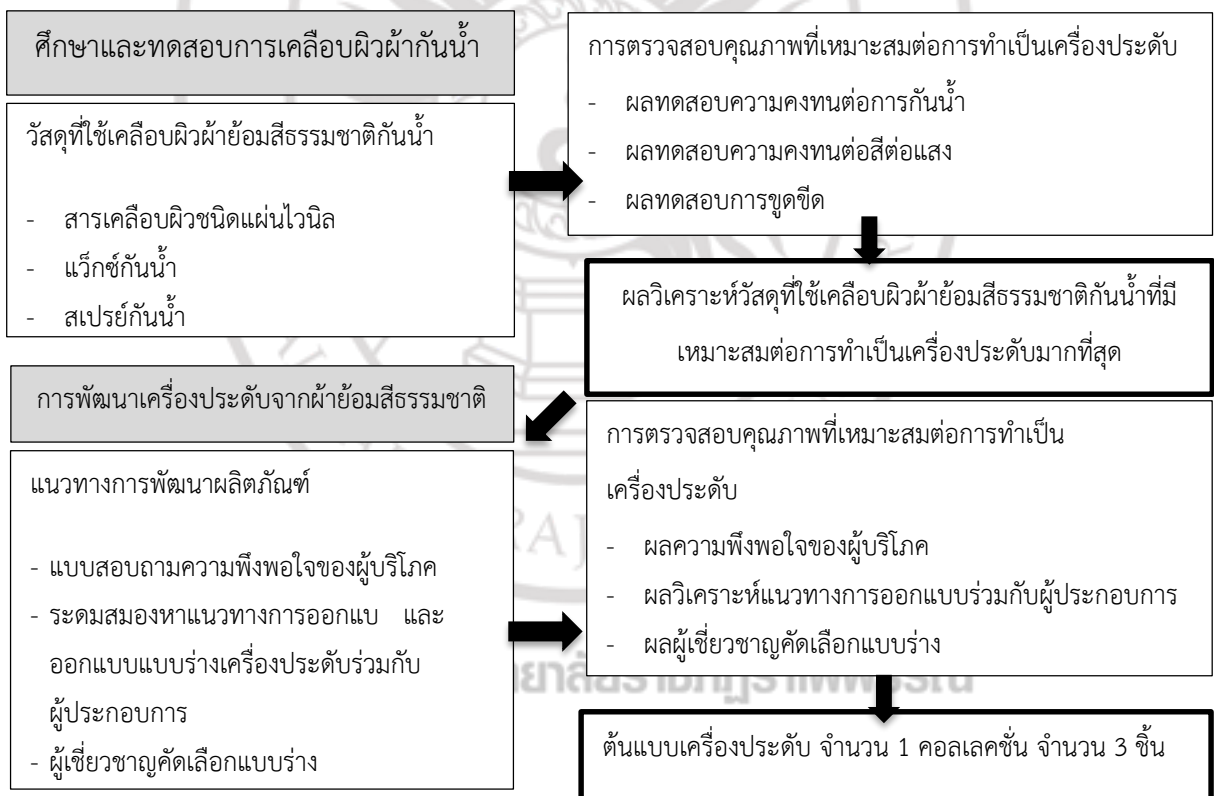 ศึกษาและทดสอบการเคลือบผิวผ้ากันน้ำ
วัสดุที่ใช้เคลือบผิวผ้าย้อมสีธรรมชาติกันน้ำ
- สารเคลือบผิวชนิดแผ่นไวนิล
- แว็กซ์กันน้ำ
- สเปรย์กันน้ำ
การตรวจสอบคุณภาพที่เหมาะสมต่อการทำเป็นเครื่องประดับ
- ผลทดสอบความคงทนต่อการกันน้ำ
- ผลทดสอบความคงทนต่อสีต่อแสง
- ผลทดสอบการขูดขีด
ผลวิเคราะห์วัสดุที่ใช้เคลือบผิวผ้าย้อมสีธรรมชาติกันน้ำที่มี
เหมาะสมต่อการทำเป็นเครื่องประดับมากที่สุด
การพัฒนาเครื่องประดับจากผ้าย้อมสีธรรมชาติ
แนวทางการพัฒนาผลิตภัณฑ์
- แบบสอบถามความพึงพอใจของผู้บริโภค
- ระดมสมองหาแนวทางการออกแบบ และ
ออกแบบแบบร่างเครื่องประดับร่วมกับ
ผู้ประกอบการ
- ผู้เชี่ยวชาญคัดเลือกแบบร่าง
การตรวจสอบคุณภาพที่เหมาะสมต่อการทำเป็น
เครื่องประดับ
- ผลความพึงพอใจของผู้บริโภค
- ผลวิเคราะห์แนวทางการออกแบบร่วมกับผู้ประกอบการ
- ผลผู้เชี่ยวชาญคัดเลือกแบบร่าง
ต้นแบบเครื่องประดับ จำนวน 1 คอลเลคชั่น จำนวน 3 ชิ้น